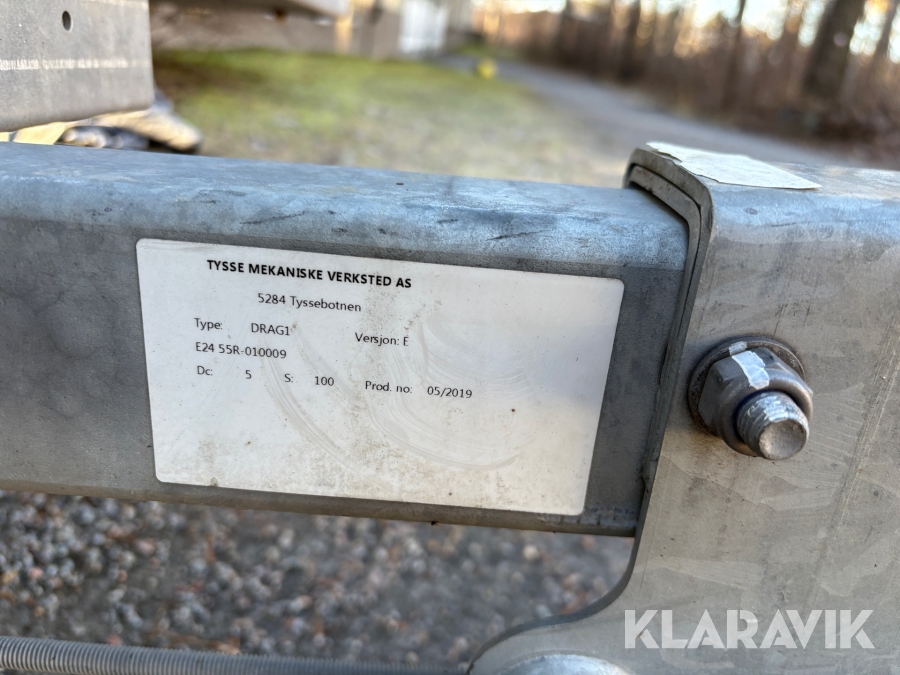 TYSSE MEKANISKE VERKSTED AS
5284 Tyssebotnen
Type: DRAG1 Versjon: E
E24 55R-010009
Dc: 5 S: 100 Prod. no: 05/2019
KLARAVIK